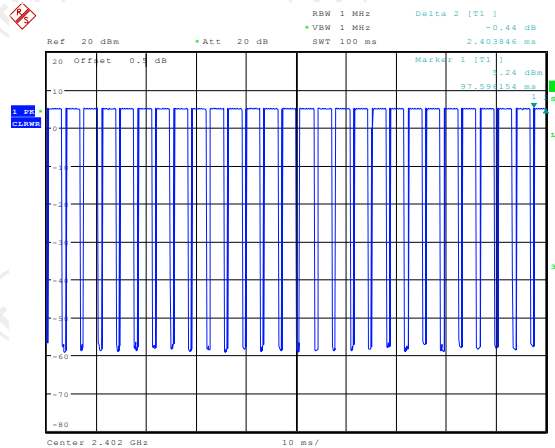 R S
RBW 1 MHz Delta 2 [T1 ]
* VBW 1 MHz -0.44 dB
Ref 20 dBm * Att 20 dB SWT 100 ms 2.403846 ms
20 Offset 0.5 dB Marker 1 [T1 ]
5.24 dBm
10 97.596154 ms
1
1 PK *
CLRWR
S
0
L
-10
-20
-30
3
-40
-50
-60
-70
-80
Center 2.402 GHz 10 ms/